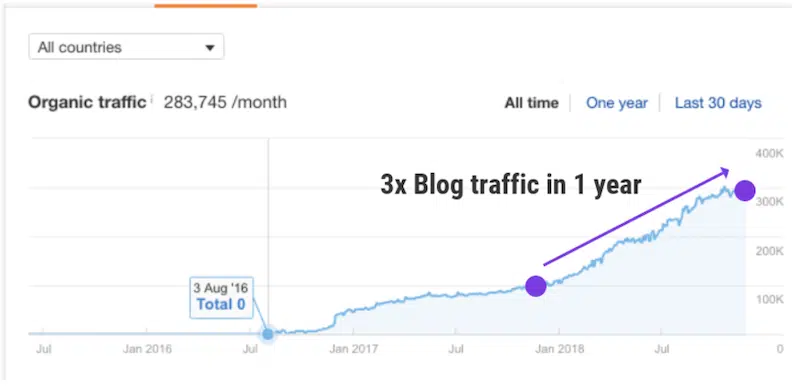 All countries
Organic traffic i 283,745 /month
All time One year Last 30 days
400K
3x Blog traffic in 1 year
300K
200K
3 Aug '16
Total 0
100K
Jul Jan 2016 Jul Jan 2017 Jul Jan 2018 Jul 0